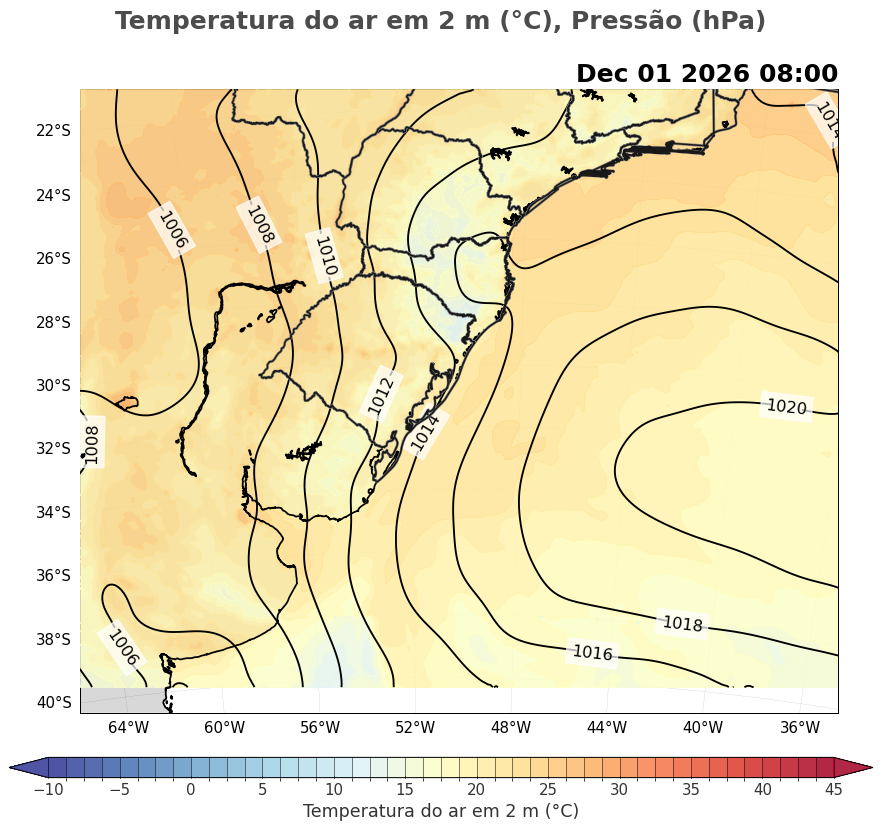 Temperatura do ar em 2 m (°C), Pressão (hPa)
Dec 01 2026 08:00
22°S
24°S
26°S
28°S
30°S
32°S
34°S
36°S
38°S
40°S
1014
1006
1008
1010
1012
1014
1020
1008
1006
1016
1018
64°W 60°W 56°W 52°W 48°W 44°W 40°W 36°W
−10 −5 0 5 10 15 20 25 30 35 40 45
Temperatura do ar em 2 m (°C)